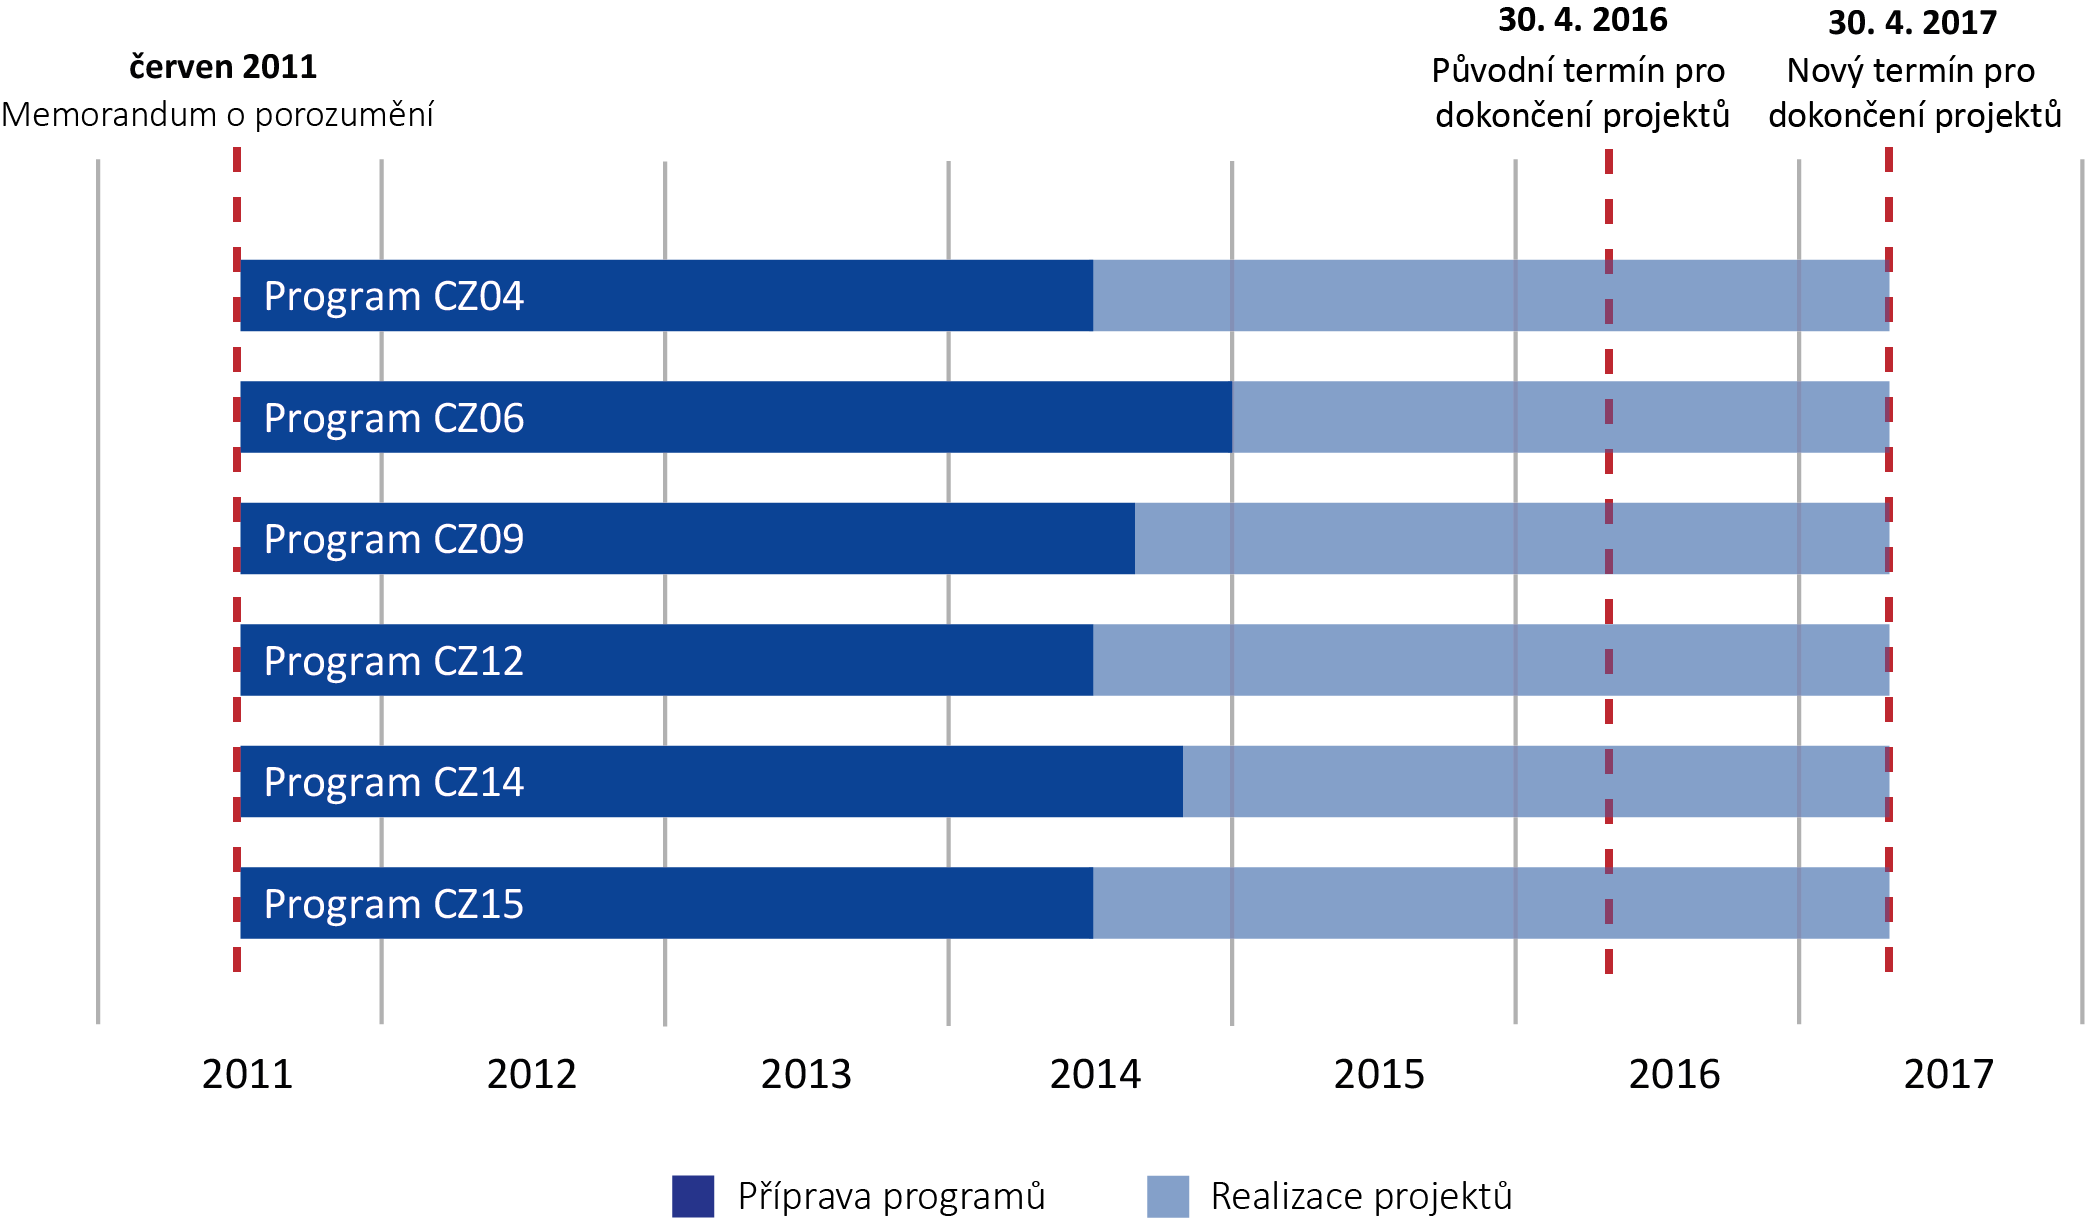 červen 2011
Memorandum o porozumění
30. 4. 2016
Původní termín pro
dokončení projektů
30. 4. 2017
Nový termín pro
dokončení projektů
Program CZ04
Program CZ06
Program CZ09
Program CZ12
Program CZ14
Program CZ15
2011
2012
2013
2014
2015
2016
2017
Příprava programů
Realizace projektů